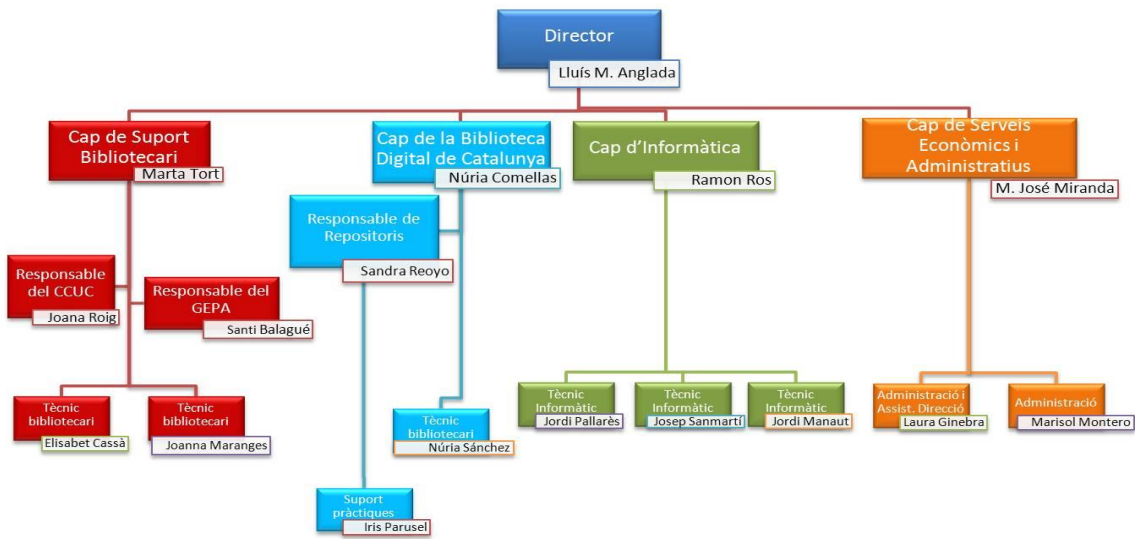 Director
Lluís M. Anglada
Cap de Suport
Bibliotecari
Marta Tort
Cap de la Biblioteca
Digital de Catalunya
Núria Comellas
Cap d'Informàtica
Ramon Ros
Cap de Serveis
Econòmics i
Administratius
M. José Miranda
Responsable de
Repositoris
Sandra Reoyo
Responsable
del CCUC
Joana Roig
Responsable del
GEPA
Santi Balagué
Tècnic
bibliotecari
Elisabet Cassà
Tècnic
bibliotecari
Joanna Maranges
Tècnic
bibliotecari
Núria Sánchez
Tècnic
Informàtic
Jordi Pallarès
Tècnic
Informàtic
Josep Sanmartí
Tècnic
Informàtic
Jordi Manaut
Administració i
Assist. Direcció
Laura Ginebra
Administració
Marisol Montero
Suport
pràctiques
Iris Parusel